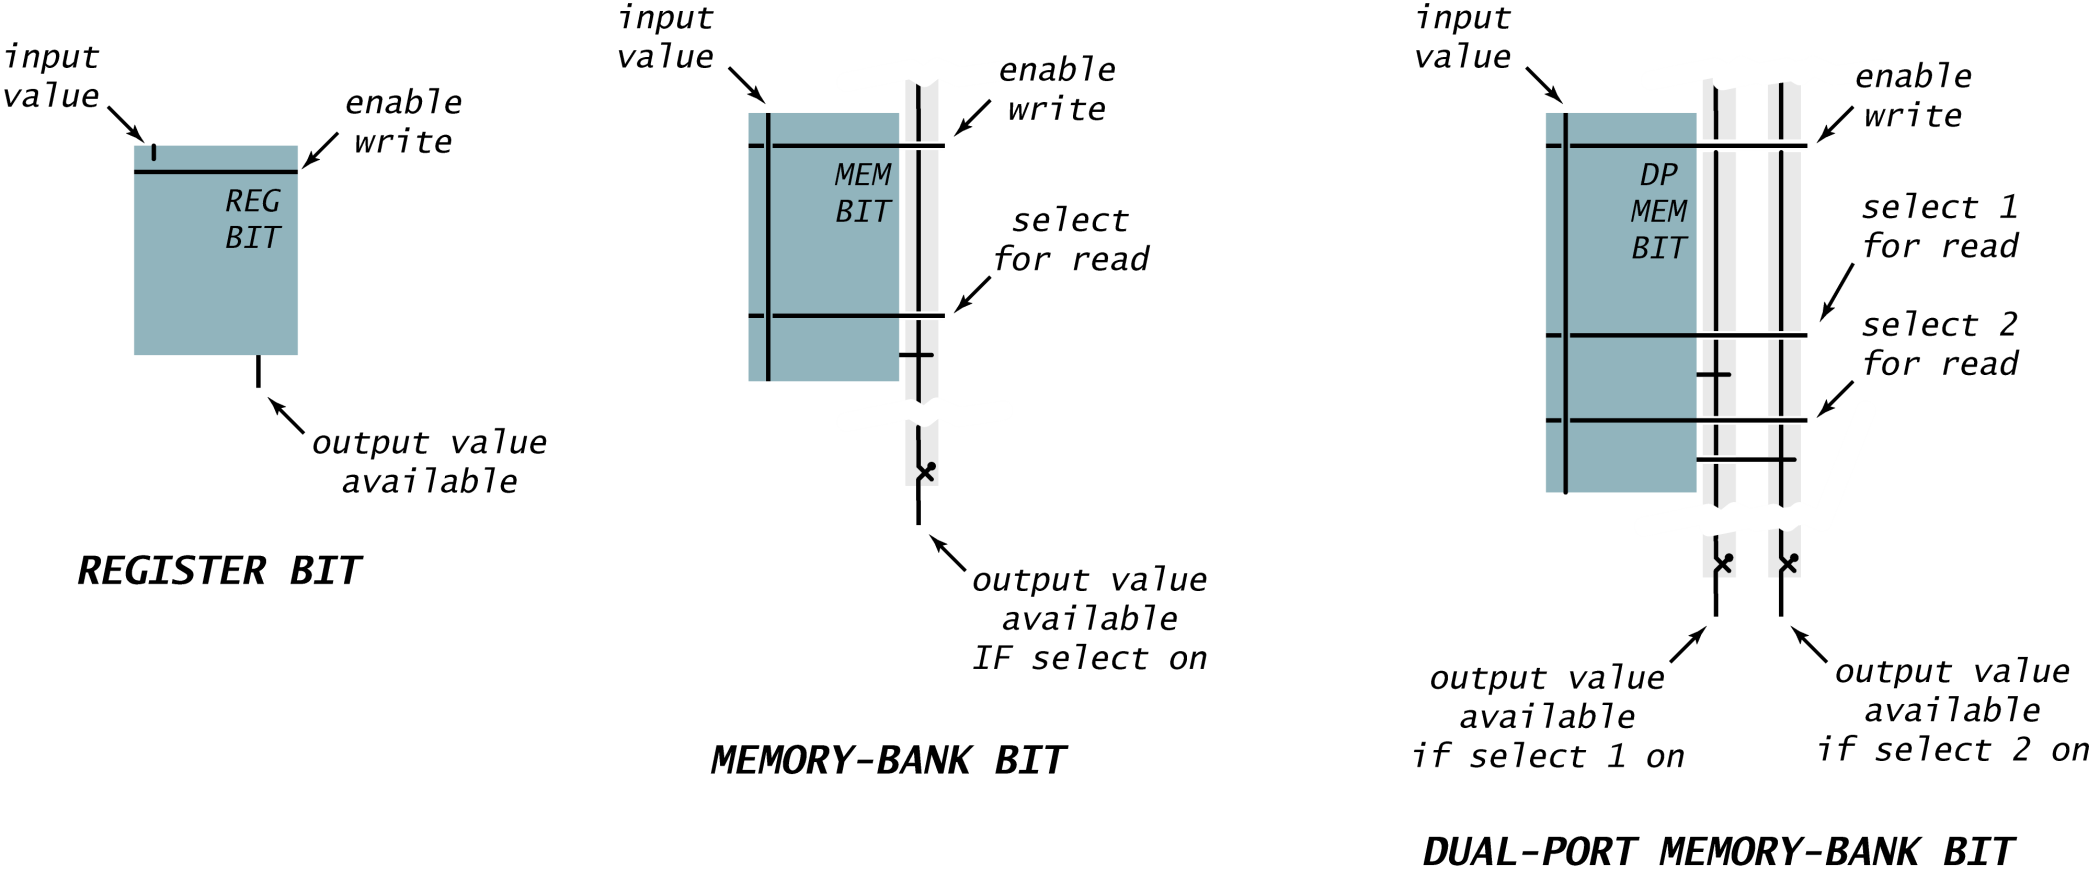 input
value
enable
write
REG
BIT
output value
available
REGISTER BIT
input
value
enable
write
MEM
BIT
select
for read
output value
available
IF select on
MEMORY-BANK BIT
input
value
enable
write
DP
MEM
BIT
select 1
for read
select 2
for read
output value
available
if select 1 on
output value
available
if select 2 on
DUAL-PORT MEMORY-BANK BIT